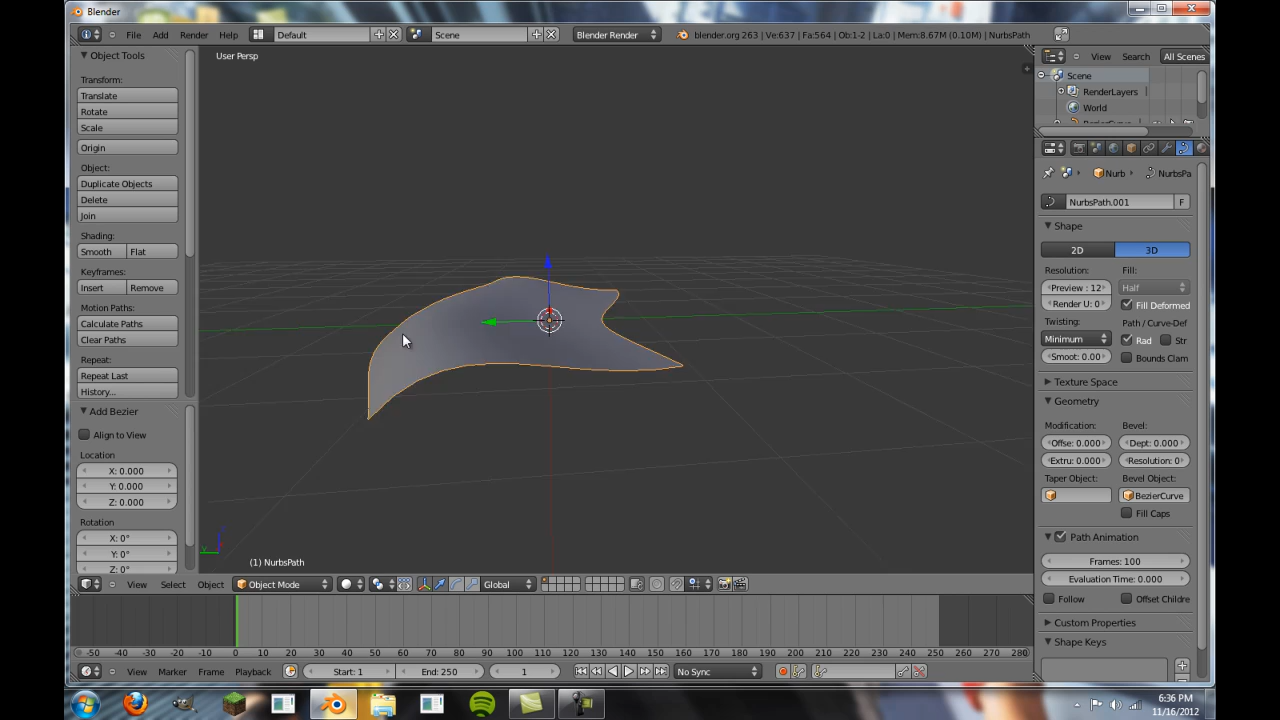 Blender
File Add Render Help Default Scene Blender Render blender.org 263 | Ve:637 | Fa:564 | Ob:1-2 | La:0 | Mem:8.67M (0.10M) | NurbsPath
Object Tools
User Persp
View Search All Scenes
Scene
RenderLayers
World
Transform:
Translate
Rotate
Scale
Origin
Object:
Duplicate Objects
Delete
Join
Shading:
Smooth Flat
Keyframes:
Insert Remove
Motion Paths:
Calculate Paths
Clear Paths
Repeat:
Repeat Last
History...
Add Bezier
Align to View
Location
X: 0.000
Y: 0.000
Z: 0.000
Rotation
X: 0°
Y: 0°
Z: 0°
(1) NurbsPath
Nurb NurbsPa
NurbsPath.001 F
Shape
2D 3D
Resolution: Fill:
Preview : 12 Half
Render U: 0 Fill Deformed
Twisting: Path / Curve-Def
Minimum Rad Str
Smoot: 0.00 Bounds Clam
Texture Space
Geometry
Modification: Bevel:
Offse: 0.000 Dept: 0.000
Extru: 0.000 Resolution: 0
Taper Object: Bevel Object:
BezierCurve
Fill Caps
Path Animation
Frames: 100
Evaluation Time: 0.000
Follow Offset Childre
Custom Properties
Shape Keys
View Select Object Object Mode Global
-50 -40 -30 -20 -10 0 10 20 30 40 50 60 70 80 90 100 110 120 130 140 150 160 170 180 190 200 210 220 230 240 250 260 270 280
View Marker Frame Playback Start: 1 End: 250 1 No Sync
6:36 PM
11/16/2012